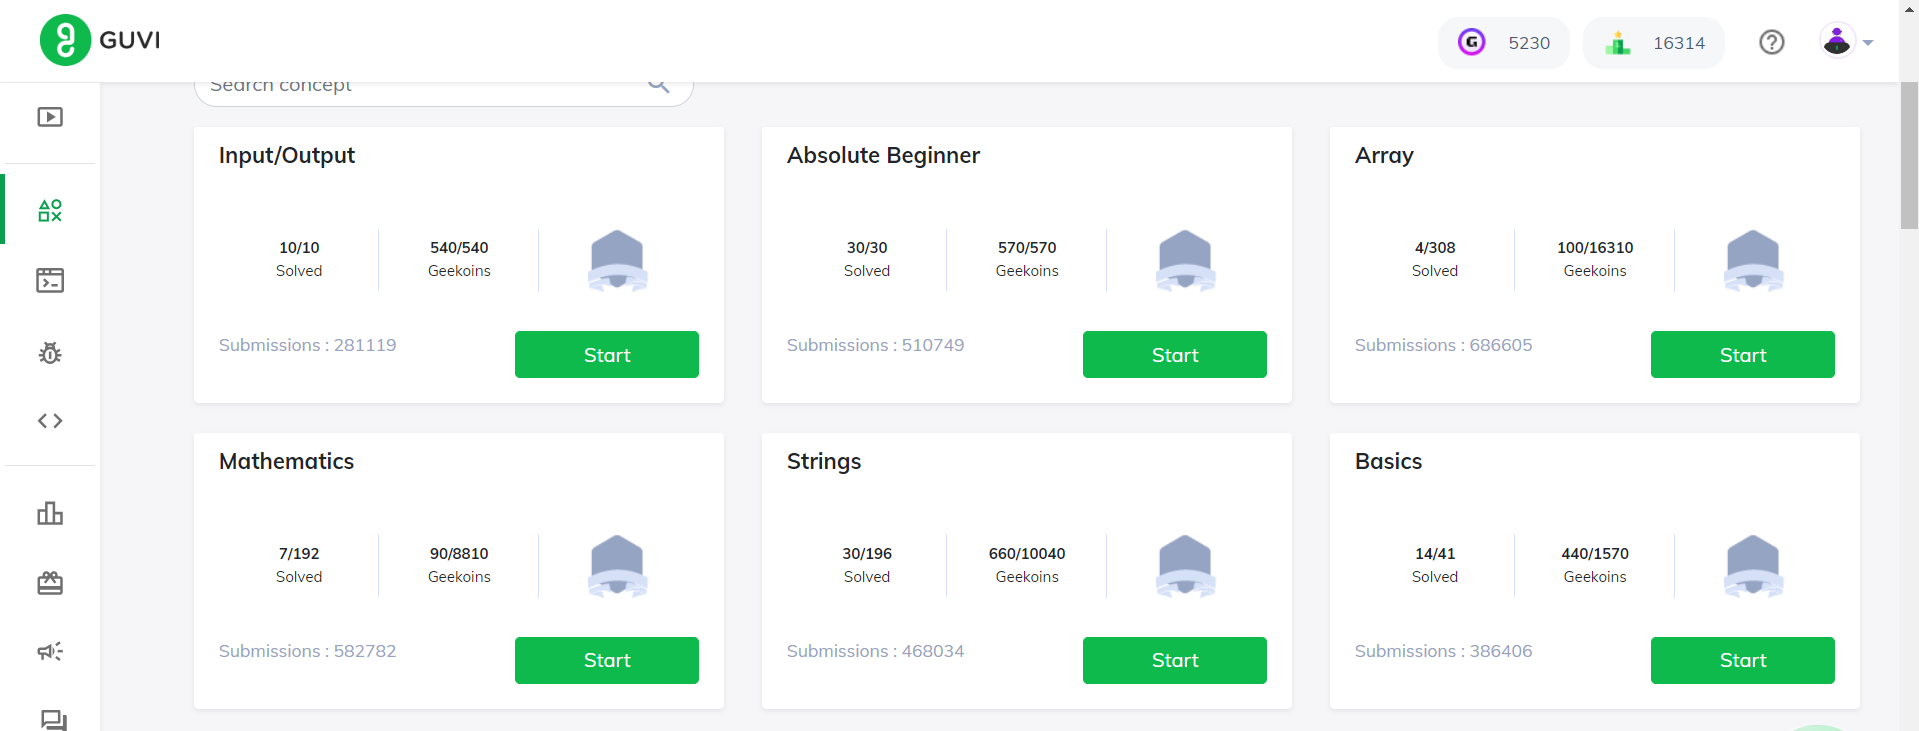 GUVI
5230
16314
Search concept
Input/Output
10/10
Solved
540/540
Geekoins
Submissions : 281119
Start
Absolute Beginner
30/30
Solved
570/570
Geekoins
Submissions : 510749
Start
Array
4/308
Solved
100/16310
Geekoins
Submissions : 686605
Start
Mathematics
7/192
Solved
90/8810
Geekoins
Submissions : 582782
Start
Strings
30/196
Solved
660/10040
Geekoins
Submissions : 468034
Start
Basics
14/41
Solved
440/1570
Geekoins
Submissions : 386406
Start